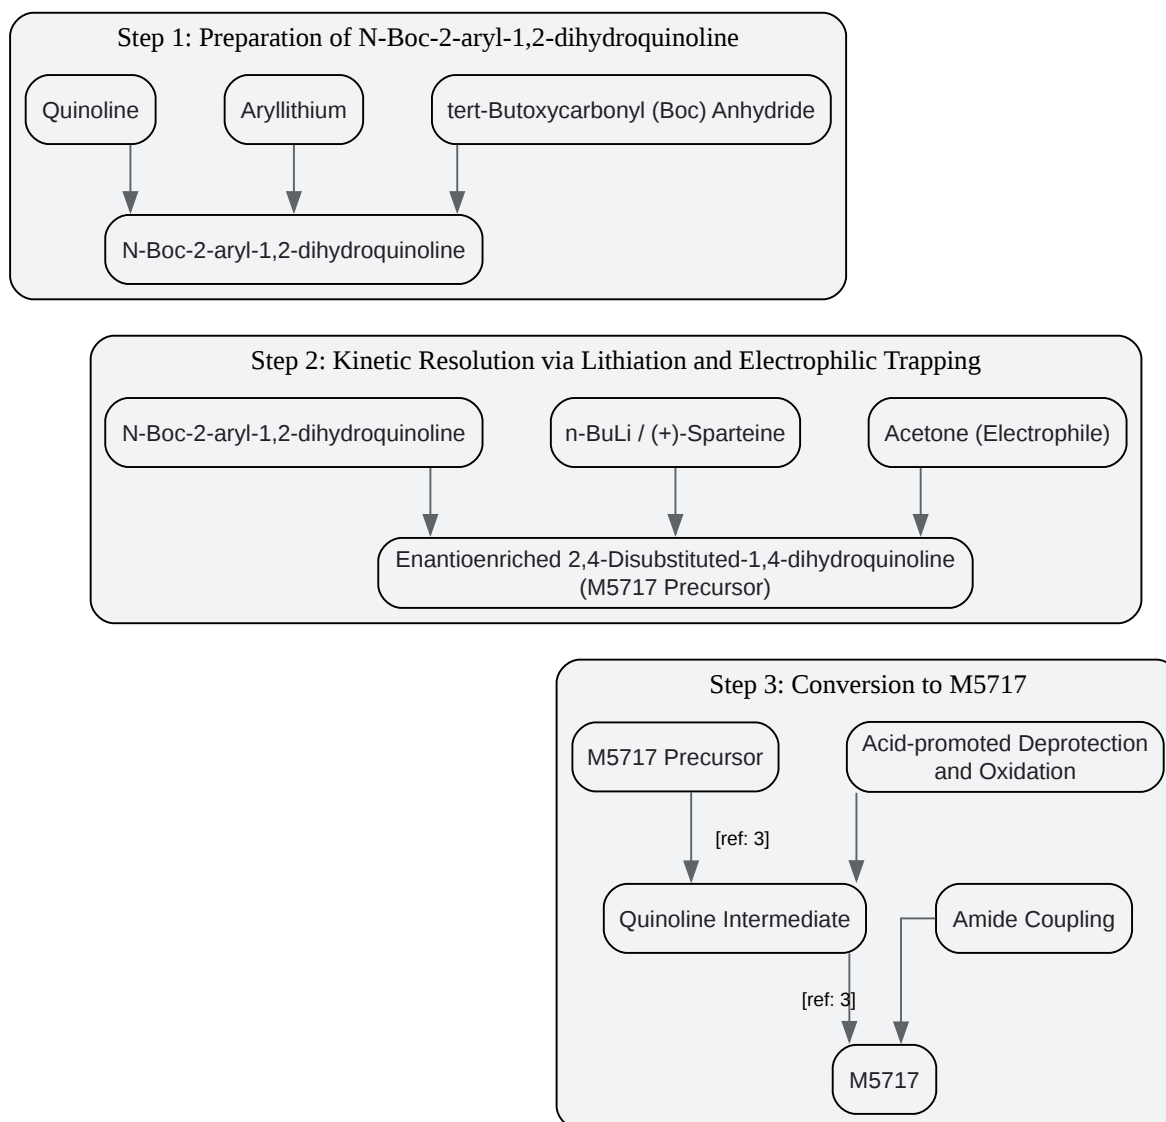 Step 1: Preparation of N-Boc-2-aryl-1,2-dihydroquinoline
Quinoline
Aryllithium
tert-Butoxycarbonyl (Boc) Anhydride
N-Boc-2-aryl-1,2-dihydroquinoline
Step 2: Kinetic Resolution via Lithiation and Electrophilic Trapping
N-Boc-2-aryl-1,2-dihydroquinoline
n-BuLi / (+)-Sparteine
Acetone (Electrophile)
Enantioenriched 2,4-Disubstituted-1,4-dihydroquinoline
(M5717 Precursor)
Step 3: Conversion to M5717
M5717 Precursor
Acid-promoted Deprotection
and Oxidation
[ref: 3]
Quinoline Intermediate
Amide Coupling
[ref: 3]
M5717